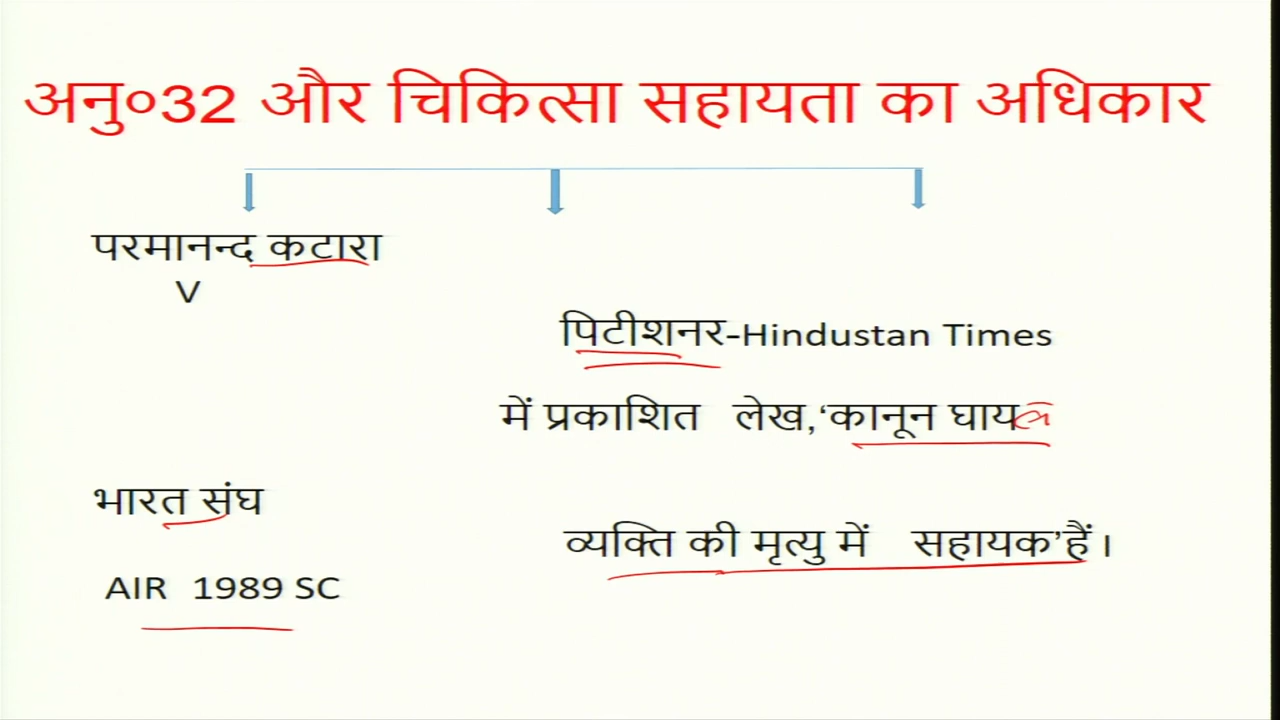 अनु०32 और चिकित्सा सहायता का अधिकार
परमानन्द कटारा
V
भारत संघ
AIR 1989 SC
पिटीशनर-Hindustan Times
में प्रकाशित लेख,‘कानून घायल
व्यक्ति की मृत्यु में सहायक’हैं।